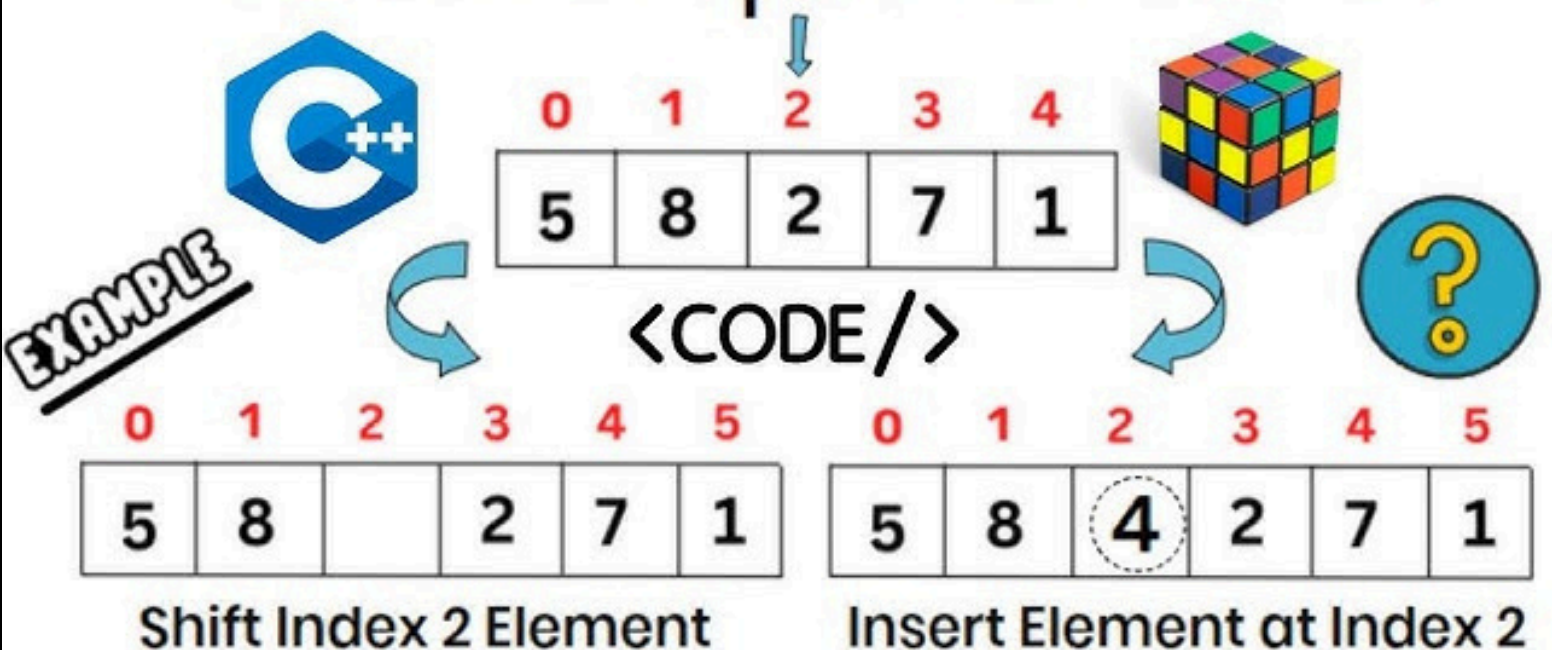 C++
0 1 2 3 4
5 8 2 7 1
EXAMPLE
<CODE/>
?
0 1 2 3 4 5
5 8 2 7 1
Shift Index 2 Element
0 1 2 3 4 5
5 8 4 2 7 1
Insert Element at Index 2